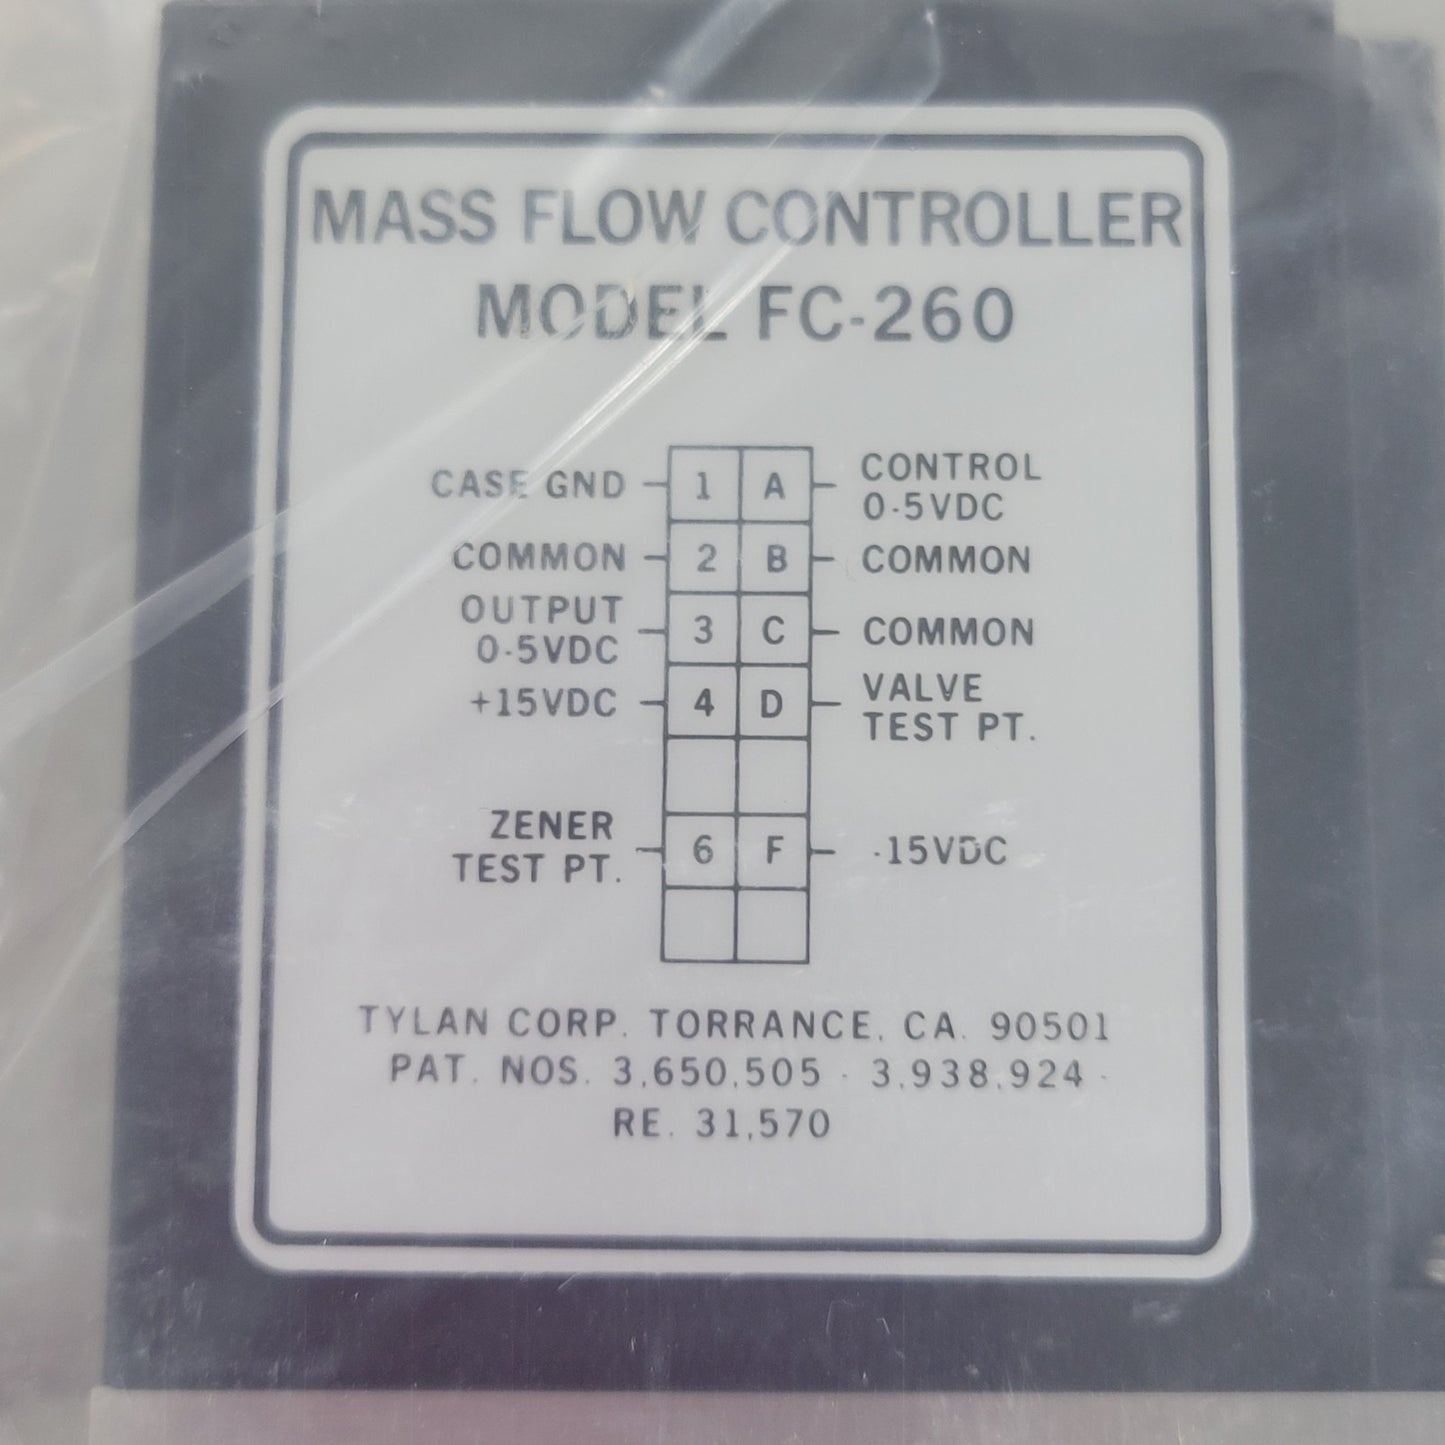 MASS FLOW CONTROLLER
MODEL FC-260
CASE GND 1 A CONTROL
0-5VDC
COMMON 2 B COMMON
OUTPUT
0-5VDC 3 C COMMON
+15VDC 4 D VALVE
TEST PT.
ZENER
TEST PT. 6 F -15VDC
TYLAN CORP. TORRANCE, CA. 90501
PAT. NOS. 3,650,505 · 3,938,924 ·
RE. 31,570